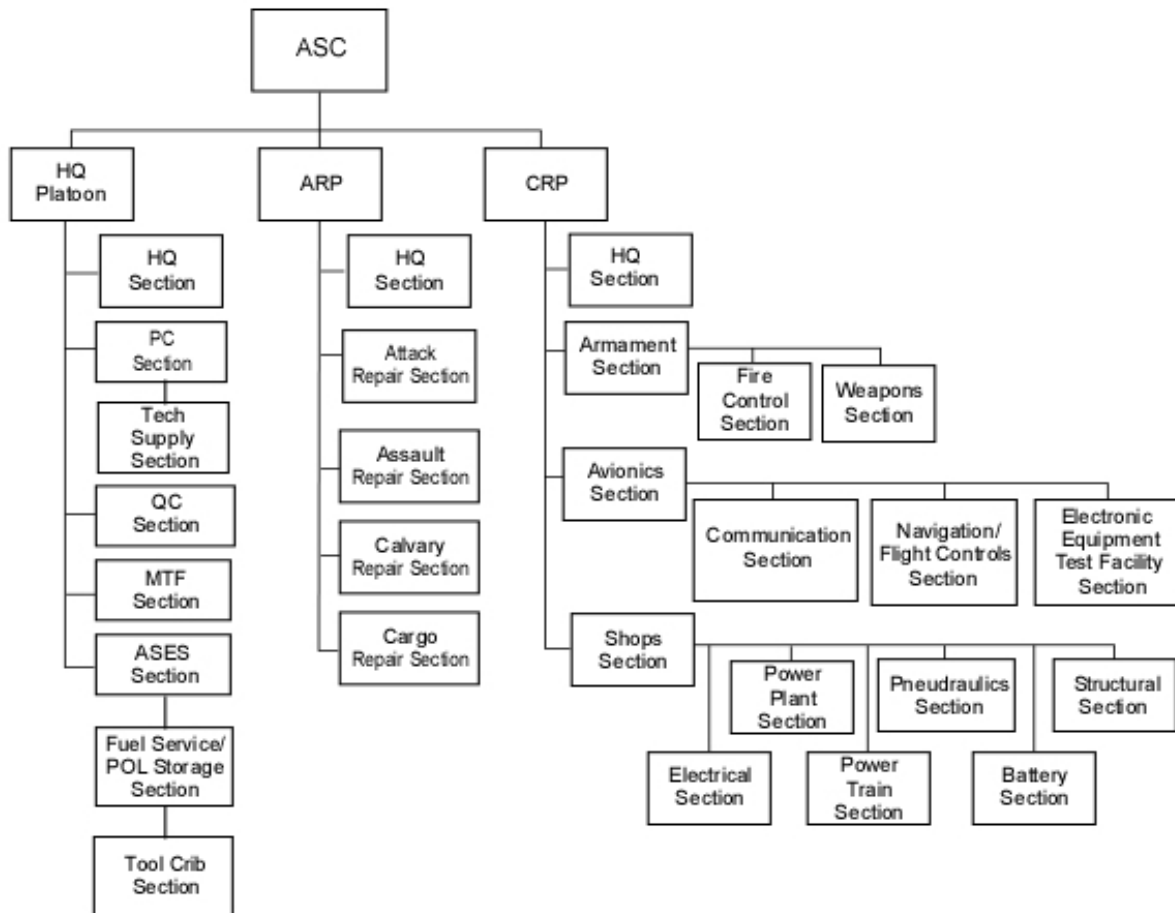 ASC
HQ
Platoon
ARP
CRP
HQ
Section
PC
Section
Tech
Supply
Section
QC
Section
MTF
Section
ASES
Section
Fuel Service/
POL Storage
Section
Tool Crib
Section
HQ
Section
Attack
Repair Section
Assault
Repair Section
Calvary
Repair Section
Cargo
Repair Section
HQ
Section
Armament
Section
Fire
Control
Section
Weapons
Section
Avionics
Section
Communication
Section
Navigation/
Flight Controls
Section
Electronic
Equipment
Test Facility
Section
Shops
Section
Electrical
Section
Power
Plant
Section
Power
Train
Section
Pneudraulics
Section
Battery
Section
Structural
Section